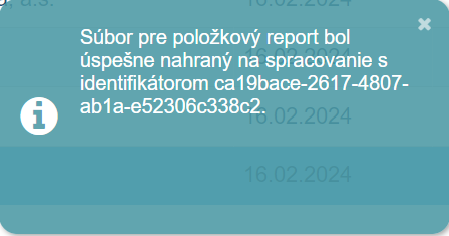 a.s.
16.02.2024
Súbor pre položkový report bol
úspešne nahraný na spracovanie s
identifikátorom ca19bace-2617-4807-
ab1a-e52306c338c2.
16.02.2024
16.02.2024